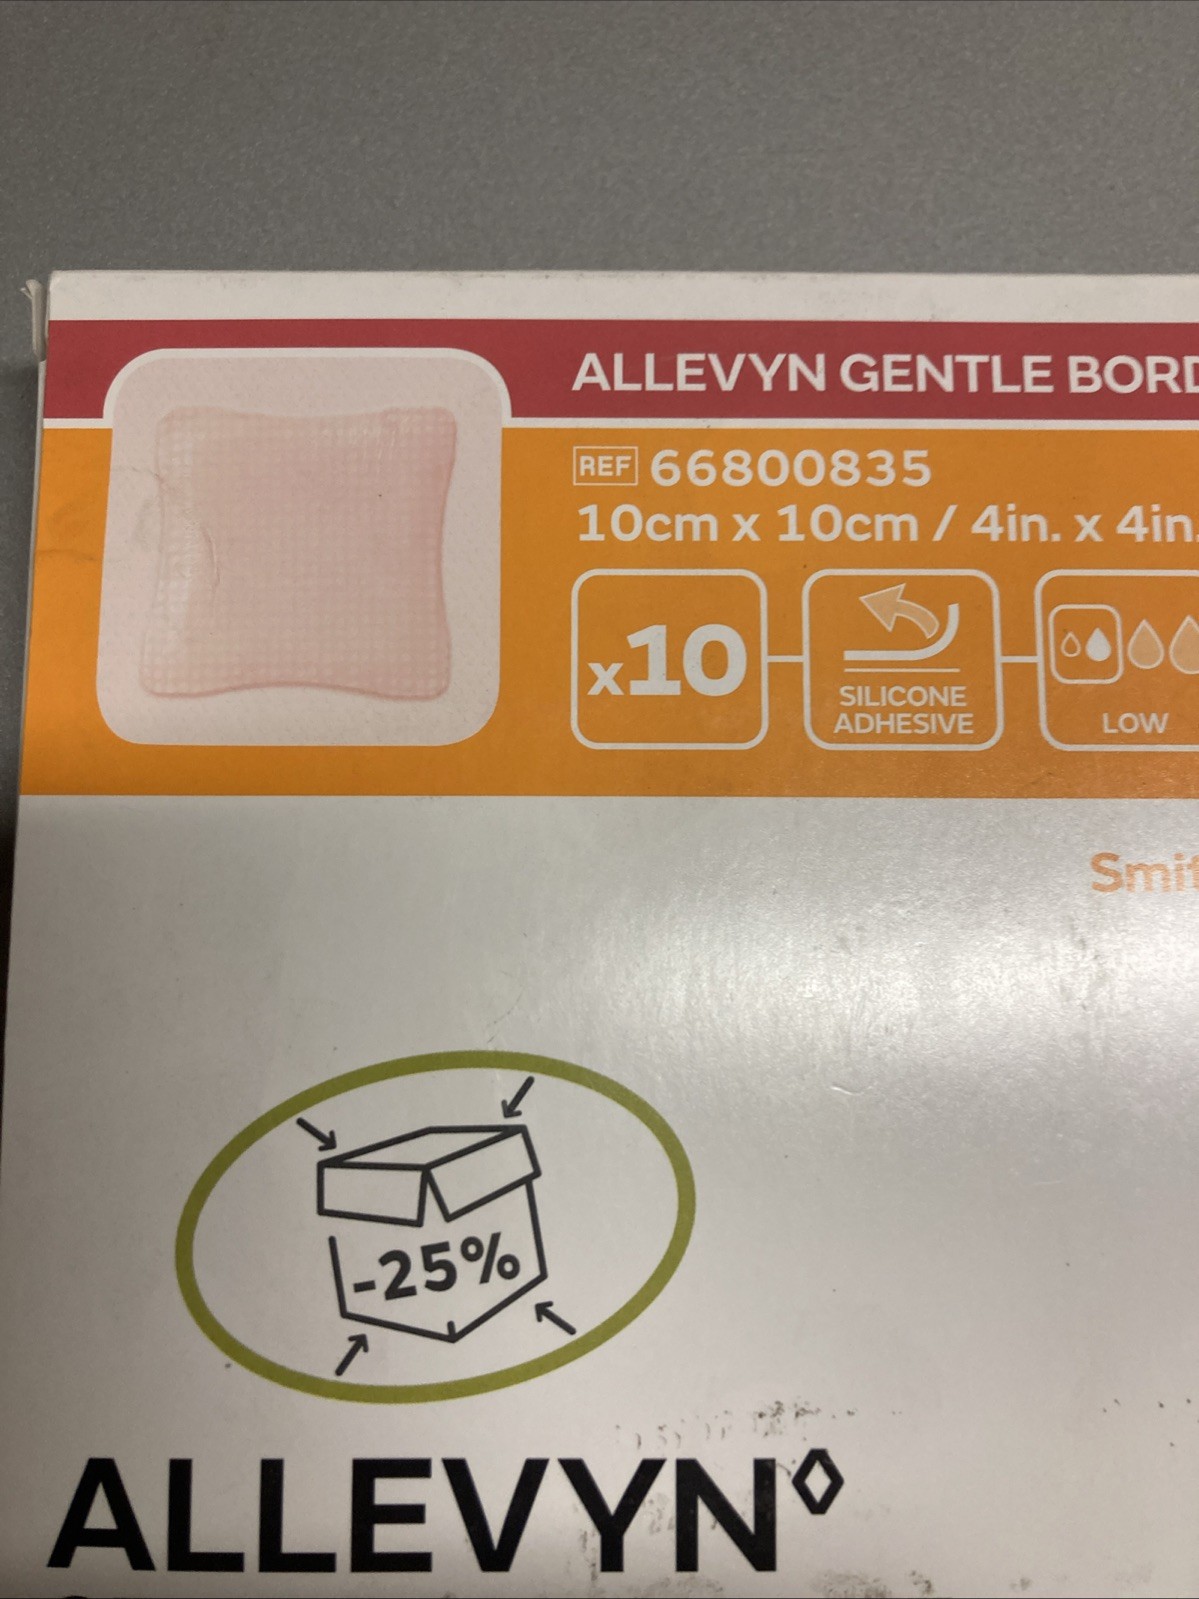 ALLEVYN GENTLE BORD
REF 66800835
10cm x 10cm / 4in. x 4in.
x10
SILICONE
ADHESIVE
LOW
Smit
-25%
ALLEVYN◊